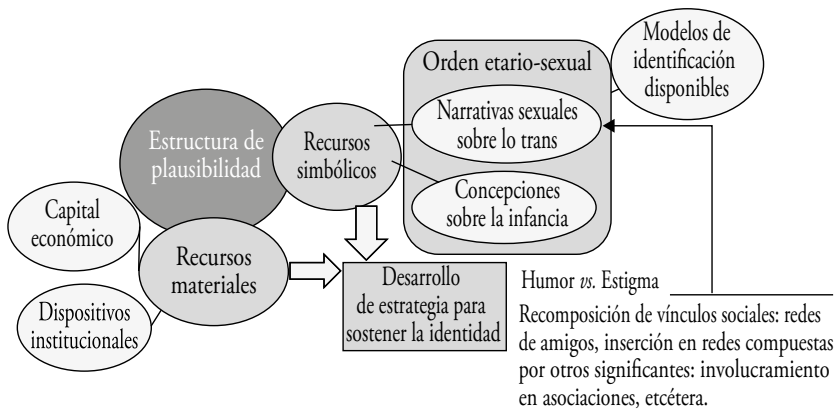 Modelos de
identificación
disponibles
Orden etario-sexual
Narrativas sexuales
sobre lo trans
Estructura de
plausibilidad
Recursos
simbólicos
Concepciones
sobre la infancia
Capital
económico
Recursos
materiales
Dispositivos
institucionales
Desarrollo
de estrategia para
sostener la identidad
Humor vs. Estigma
Recomposición de vínculos sociales: redes
de amigos, inserción en redes compuestas
por otros significantes: involucramiento
en asociaciones, etcétera.